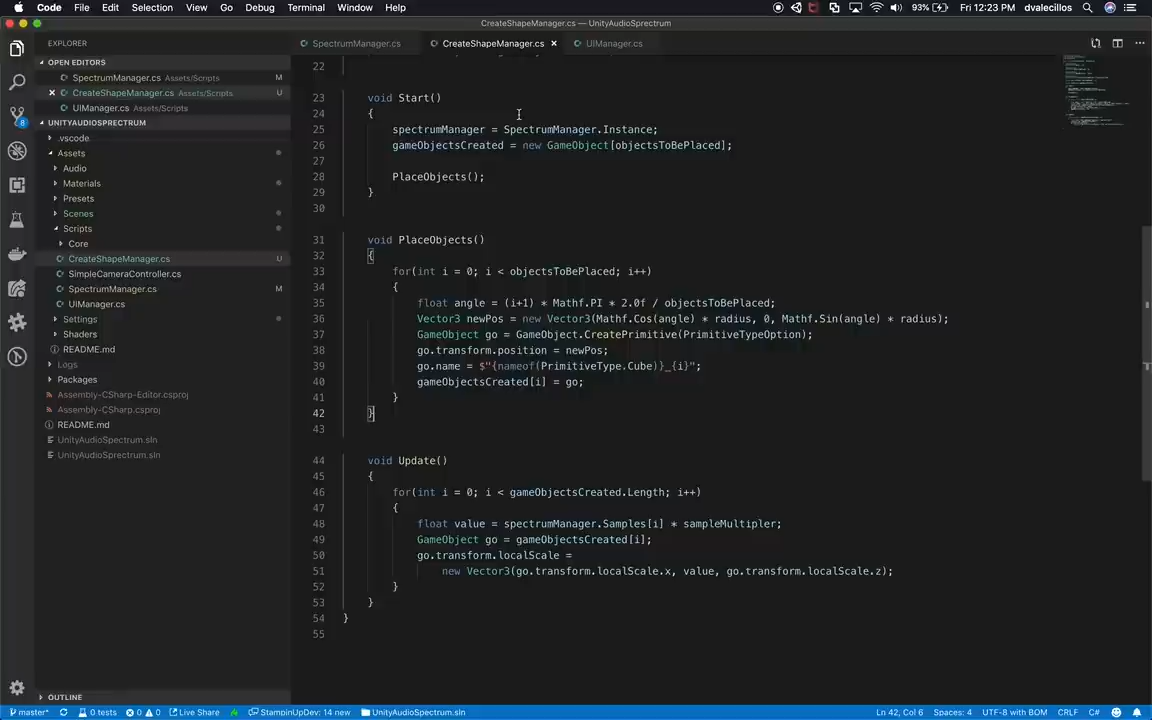 Code File Edit Selection View Go Debug Terminal Window Help 93% Fri 12:23 PM dvalecillos
CreateShapeManager.cs — UnityAudioSpectrum
EXPLORER
SpectrumManager.cs CreateShapeManager.cs × UIManager.cs
OPEN EDITORS
SpectrumManager.cs Assets/Scripts M
× CreateShapeManager.cs Assets/Scripts U
UIManager.cs Assets/Scripts
UNITYAUDIOSPECTRUM
.vscode
Assets
Audio
Materials
Presets
Scenes
Scripts
Core
CreateShapeManager.cs U
SimpleCameraController.cs
SpectrumManager.cs M
UIManager.cs
Settings
Shaders
README.md
Logs
Packages
Assembly-CSharp-Editor.csproj
Assembly-CSharp.csproj
README.md
UnityAudioSpectrum.sln
UnityAudioSprectrum.sln
OUTLINE
22
23 void Start()
24 {
25 spectrumManager = SpectrumManager.Instance;
26 gameObjectsCreated = new GameObject[objectsToBePlaced];
27
28 PlaceObjects();
29 }
30
31 void PlaceObjects()
32 {
33 for(int i = 0; i < objectsToBePlaced; i++)
34 {
35 float angle = (i+1) * Mathf.PI * 2.0f / objectsToBePlaced;
36 Vector3 newPos = new Vector3(Mathf.Cos(angle) * radius, 0, Mathf.Sin(angle) * radius);
37 GameObject go = GameObject.CreatePrimitive(PrimitiveTypeOption);
38 go.transform.position = newPos;
39 go.name = $"{nameof(PrimitiveType.Cube)}_{i}";
40 gameObjectsCreated[i] = go;
41 }
42 }
43
44 void Update()
45 {
46 for(int i = 0; i < gameObjectsCreated.Length; i++)
47 {
48 float value = spectrumManager.Samples[i] * sampleMultipler;
49 GameObject go = gameObjectsCreated[i];
50 go.transform.localScale =
51 new Vector3(go.transform.localScale.x, value, go.transform.localScale.z);
52 }
53 }
54 }
55
master* 0 tests 0 0 Live Share StampinUpDev: 14 new UnityAudioSpectrum.sln Ln 42, Col 6 Spaces: 4 UTF-8 with BOM CRLF C#